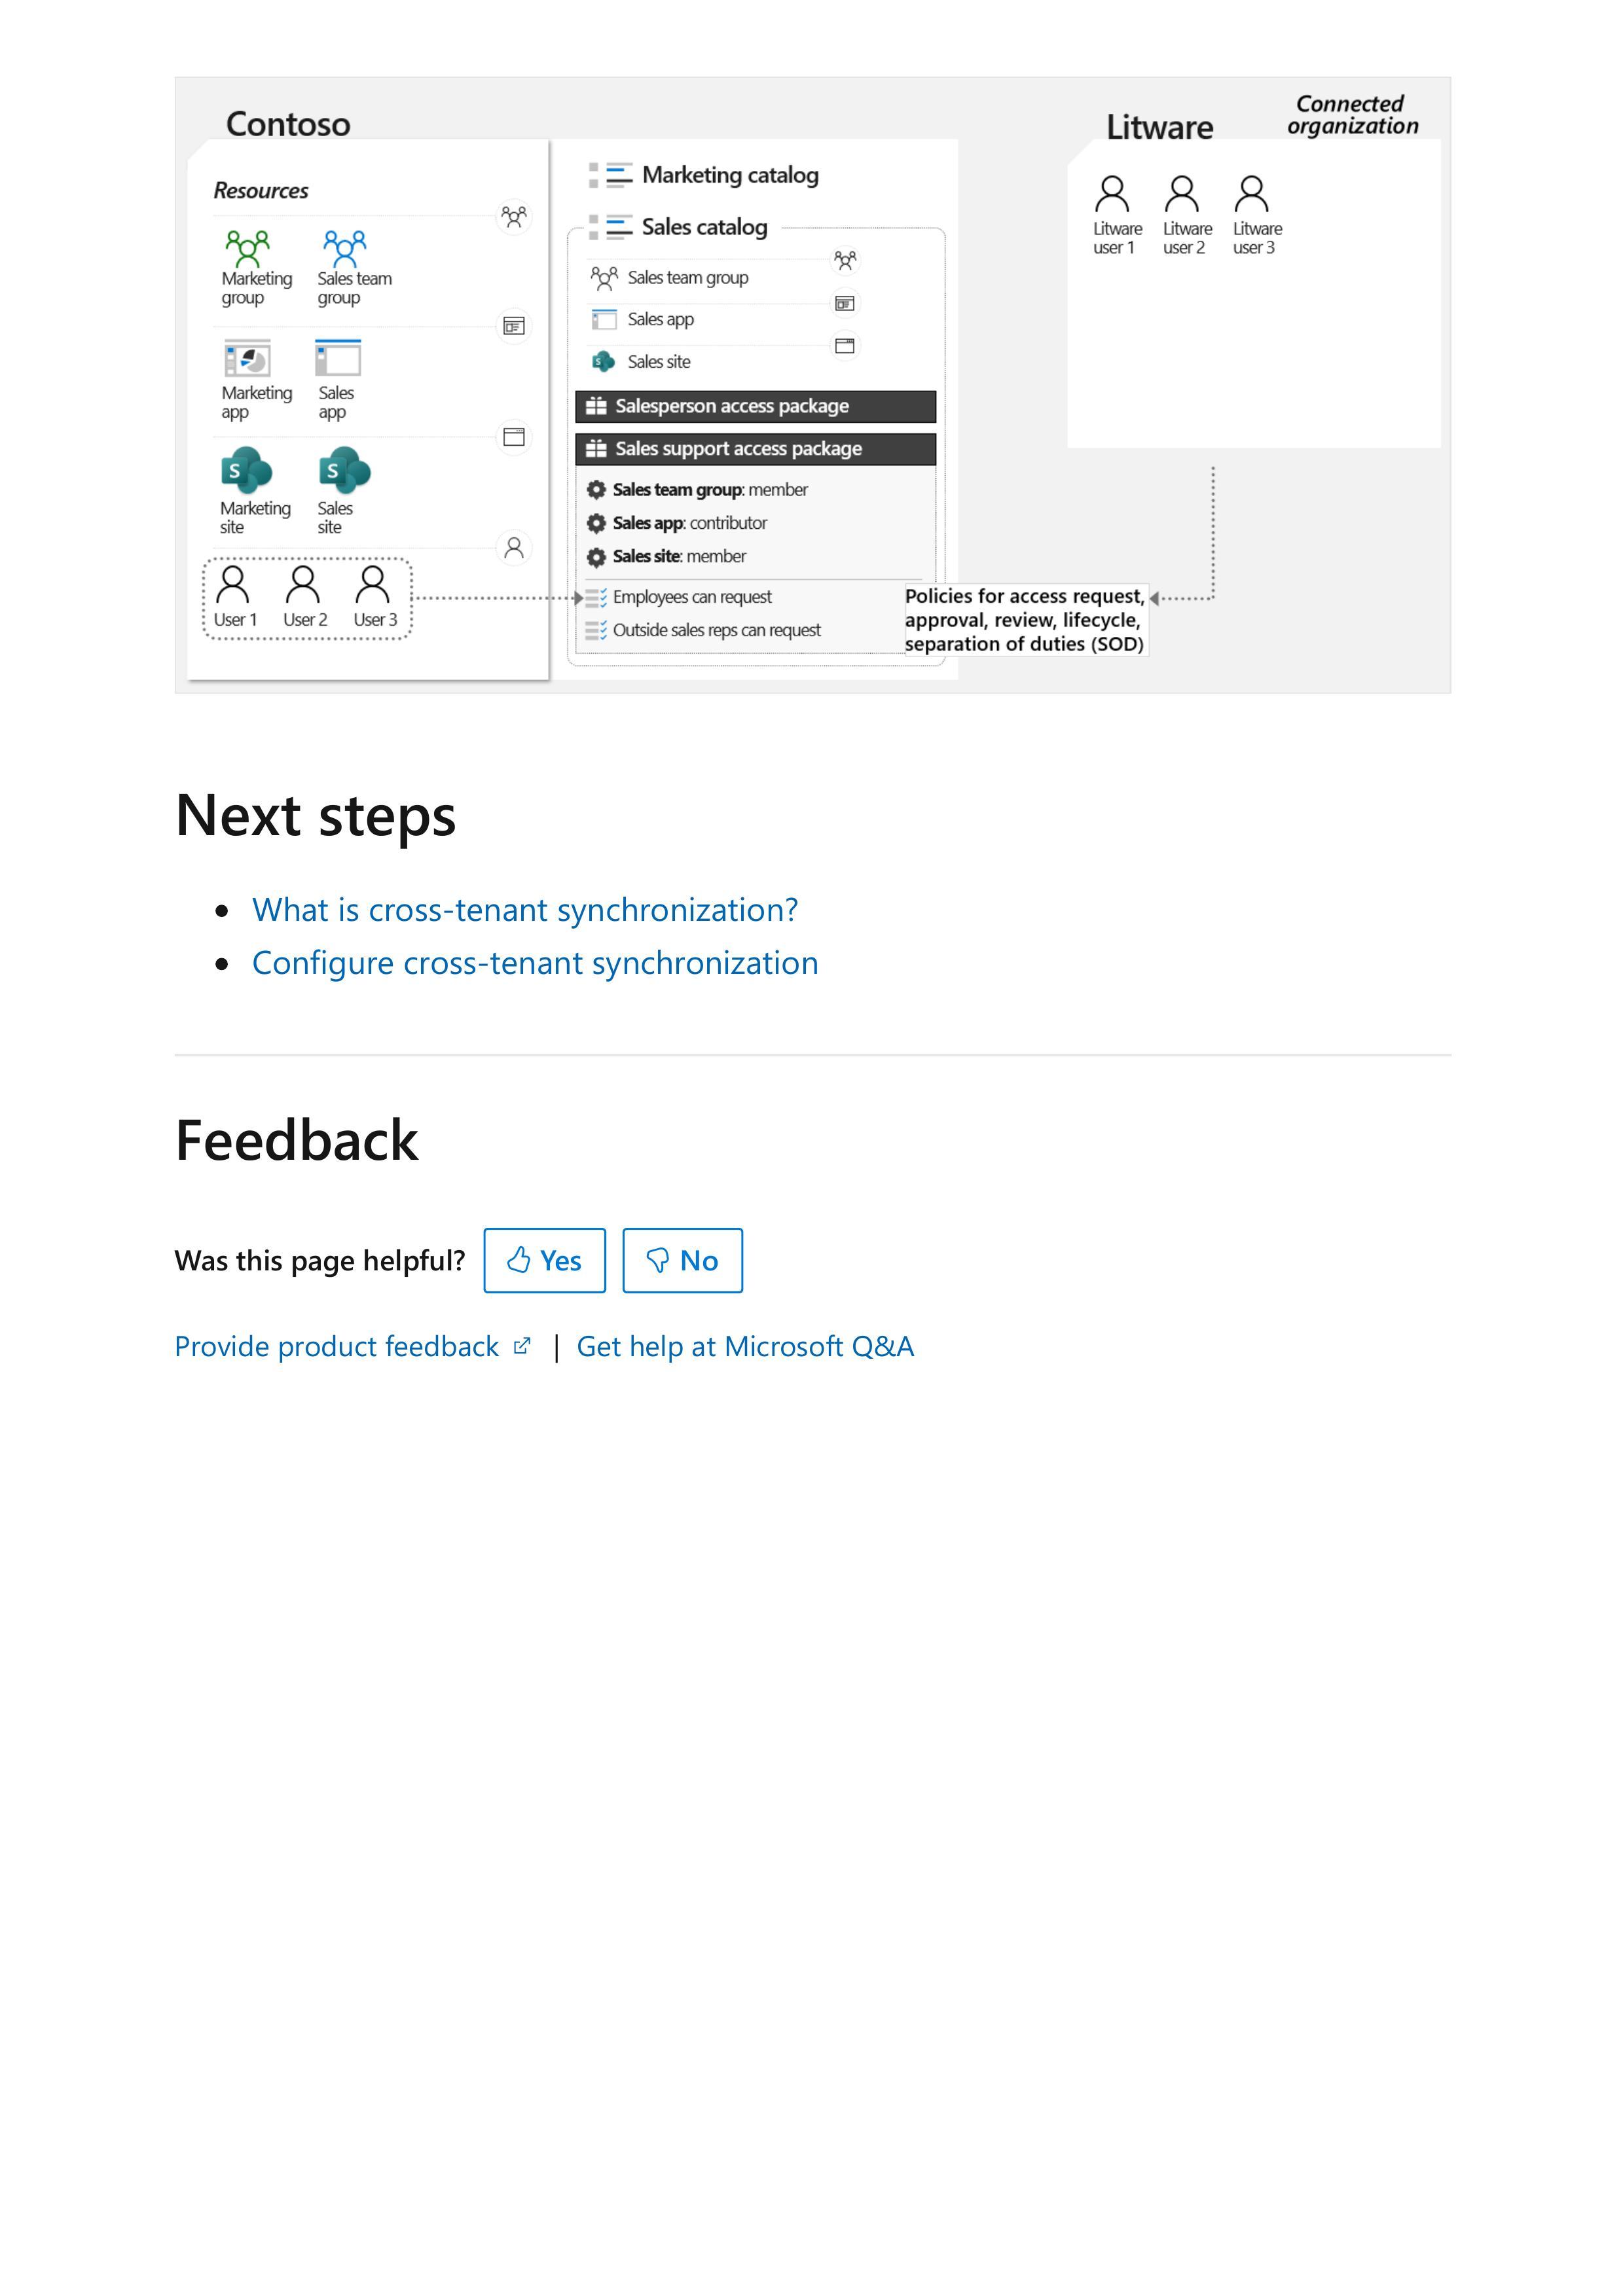 Contoso
Resources
Marketing
group
Sales team
group
Marketing
app
Sales
app
Marketing
site
Sales
site
User 1
User 2
User 3
Marketing catalog
Sales catalog
Sales team group
Sales app
Sales site
Salesperson access package
Sales support access package
Sales team group: member
Sales app: contributor
Sales site: member
Employees can request
Outside sales reps can request
Policies for access request,
approval, review, lifecycle,
separation of duties (SOD)
Litware
Connected
organization
Litware
user 1
Litware
user 2
Litware
user 3
Next steps
What is cross-tenant synchronization?
Configure cross-tenant synchronization
Feedback
Was this page helpful? Yes No
Provide product feedback | Get help at Microsoft Q&A